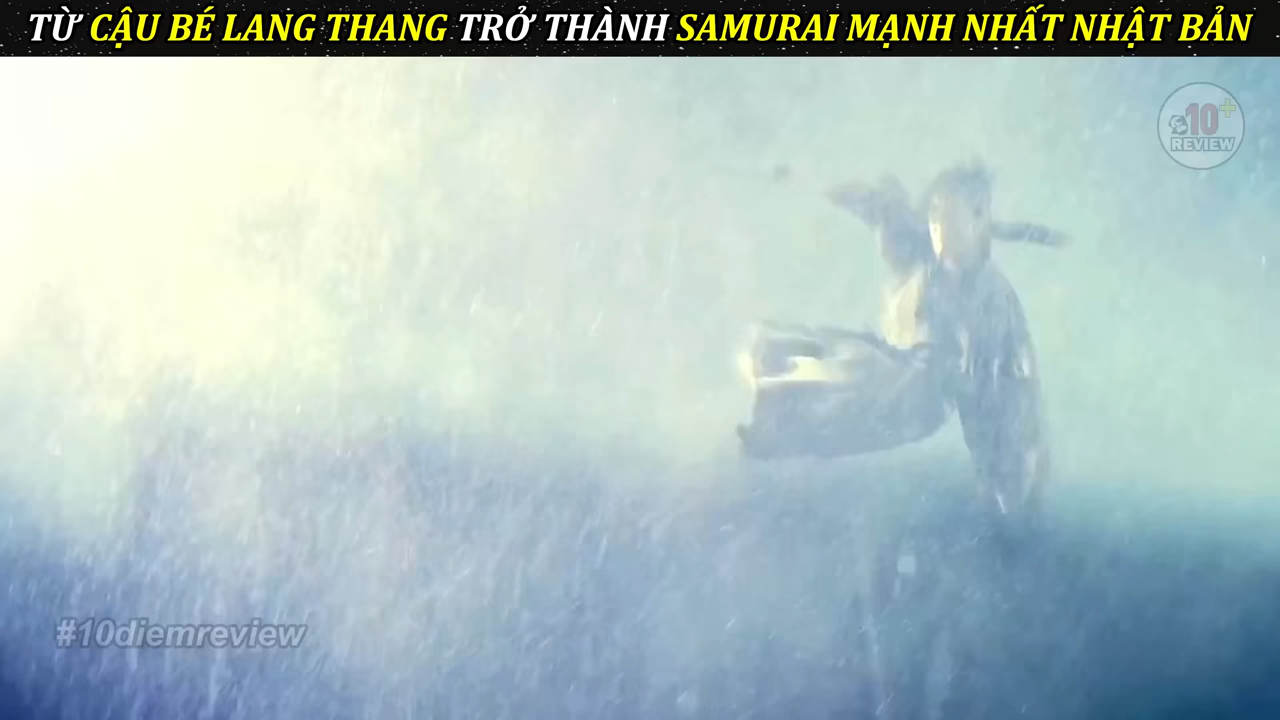 TỪ CẬU BÉ LANG THANG TRỞ THÀNH SAMURAI MẠNH NHẤT NHẬT BẢN
10+
REVIEW
#10diemreview